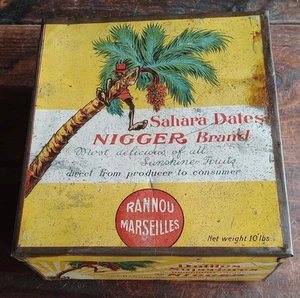 Sahara Dates
NIGGER Brand
Most delicious of all
Sunshine Fruits
direct from producer to consumer
RANNOU
MARSEILLES
Net weight 10 lbs
NIGGER